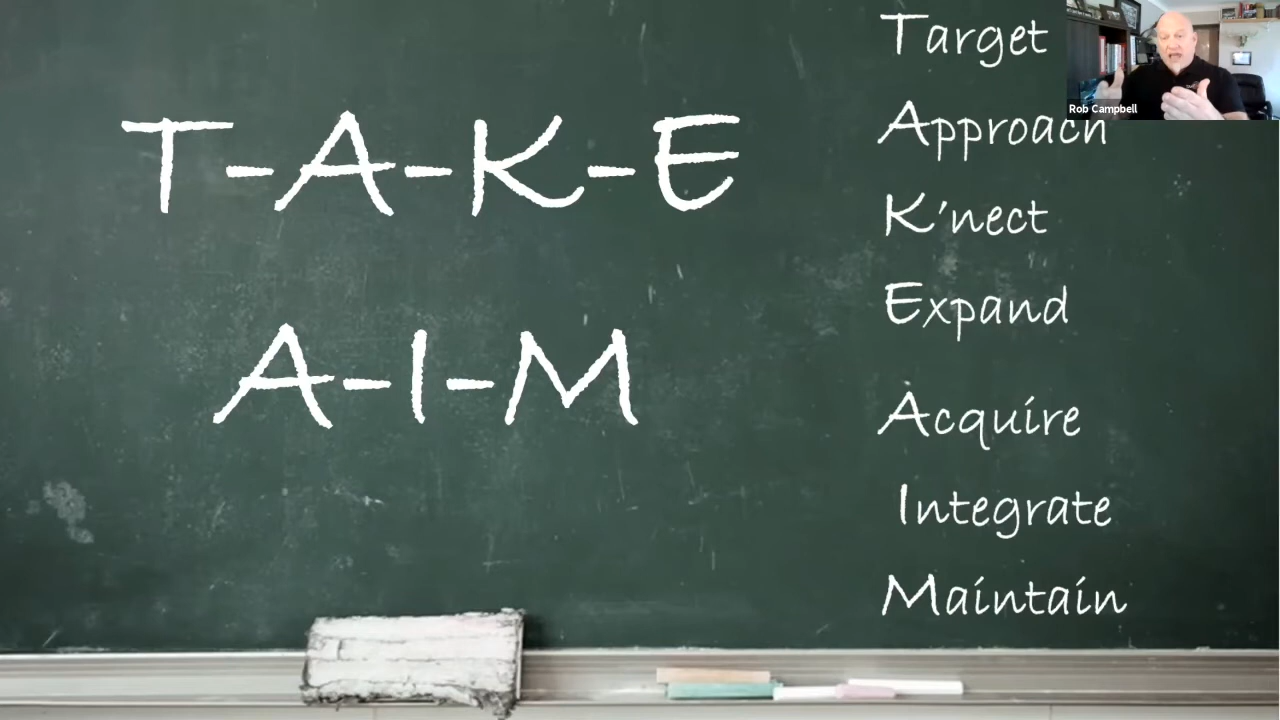 T-A-K-E
A-I-M
Target
Approach
K'nect
Expand
Acquire
Integrate
Maintain
Rob Campbell